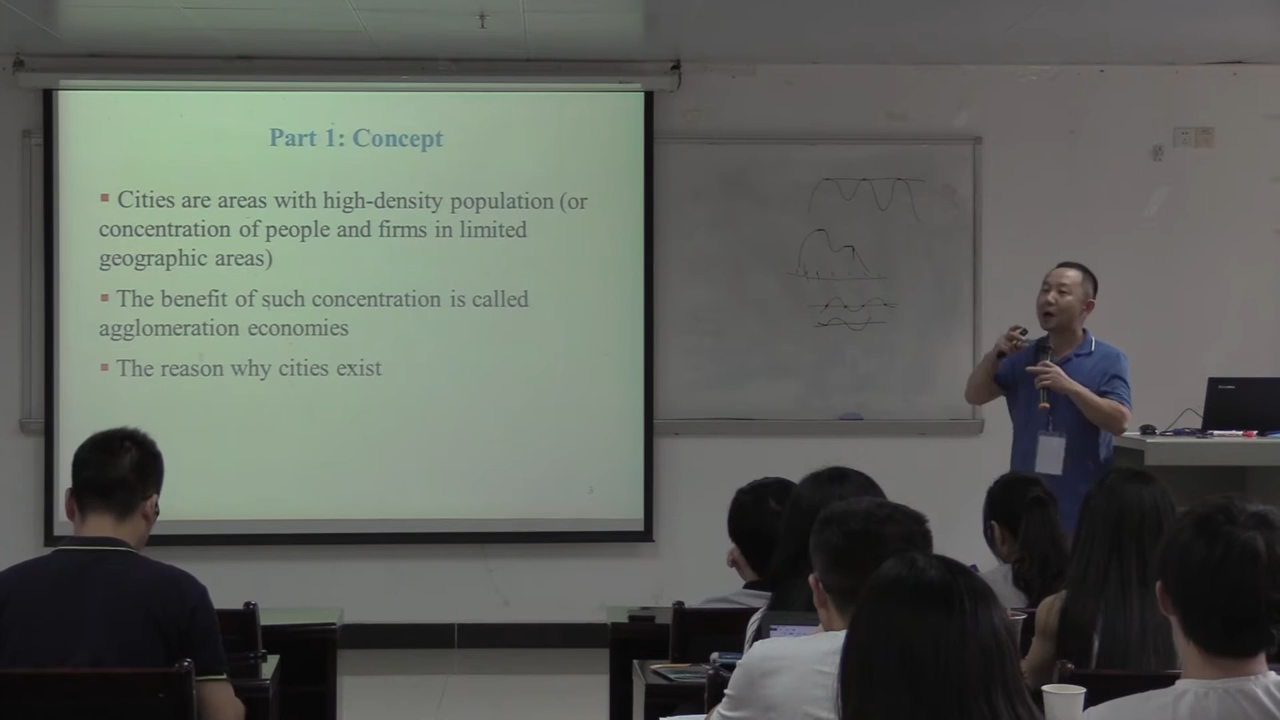 Part 1: Concept
▪ Cities are areas with high-density population (or
concentration of people and firms in limited
geographic areas)
▪ The benefit of such concentration is called
agglomeration economies
▪ The reason why cities exist
3